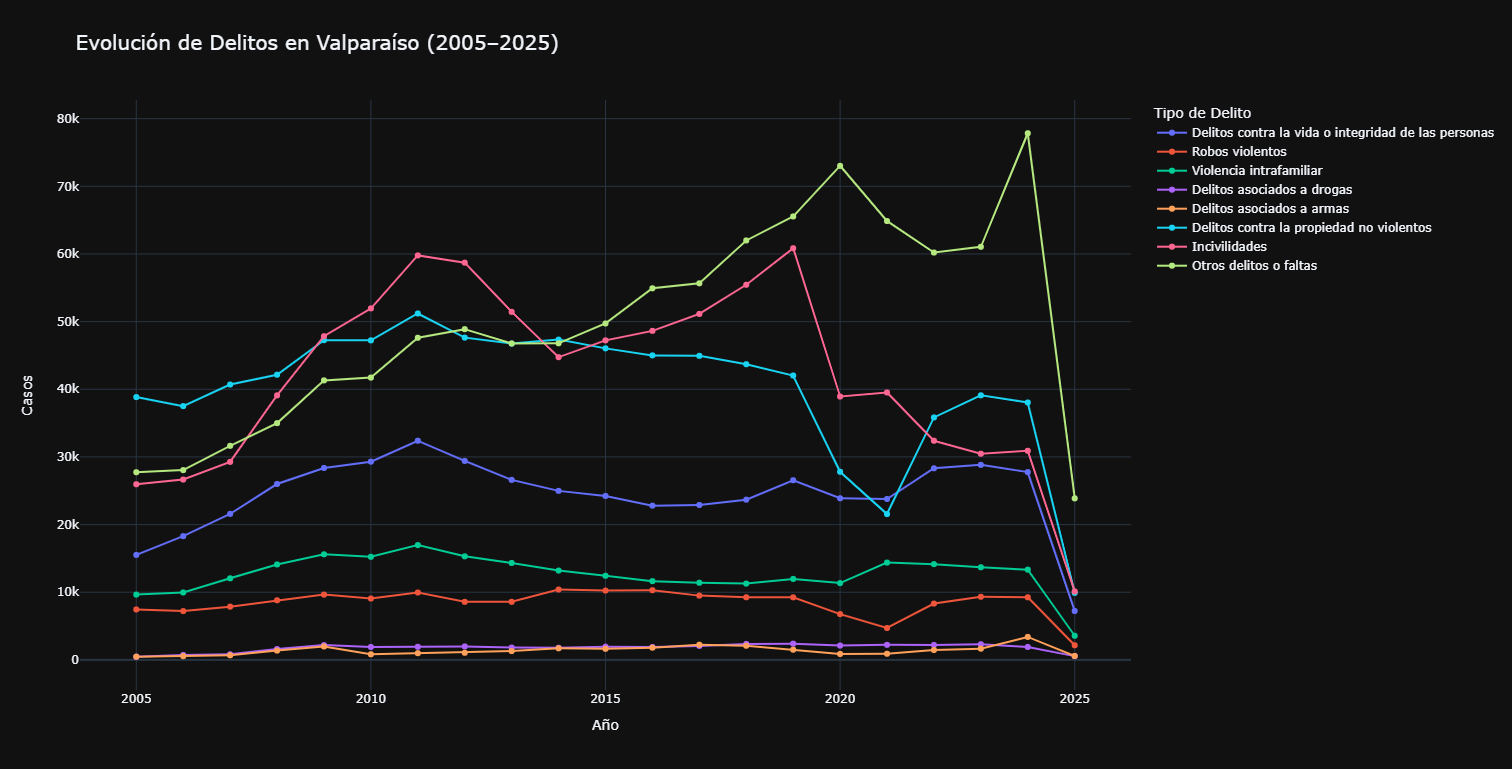 Evolución de Delitos en Valparaíso (2005–2025)
Tipo de Delito
Delitos contra la vida o integridad de las personas
Robos violentos
Violencia intrafamiliar
Delitos asociados a drogas
Delitos asociados a armas
Delitos contra la propiedad no violentos
Incivilidades
Otros delitos o faltas
80k
70k
60k
50k
40k
30k
20k
10k
0
Casos
2005
2010
2015
2020
2025
Año